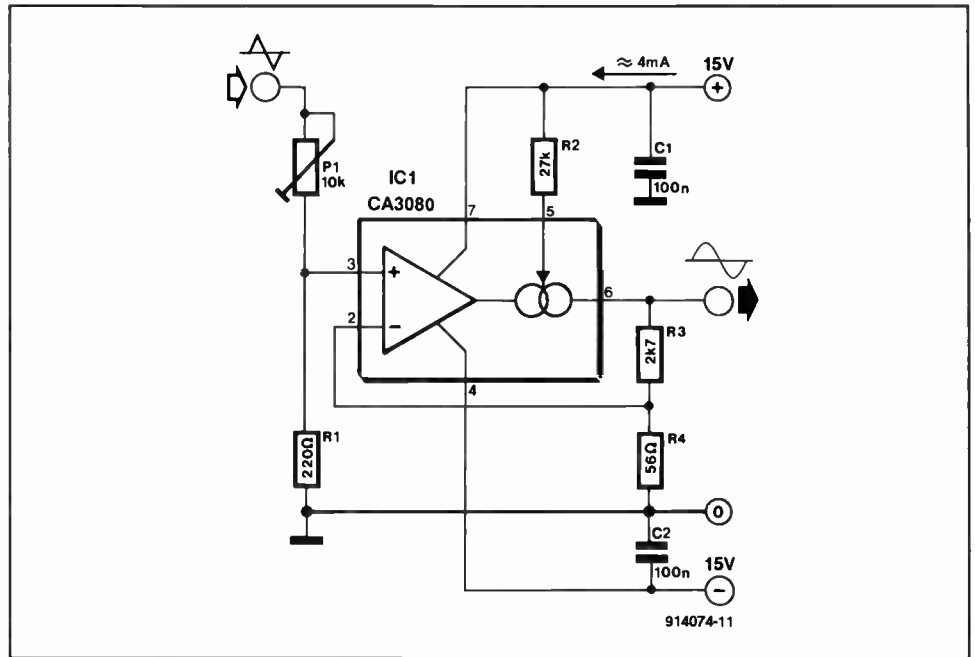 ≈ 4mA
15V
+
P1
10k
R2
27k
C1
100n
IC1
CA3080
7
5
3
+
2
−
6
4
R3
2k7
R1
220Ω
R4
56Ω
0
C2
100n
15V
−
914074-11